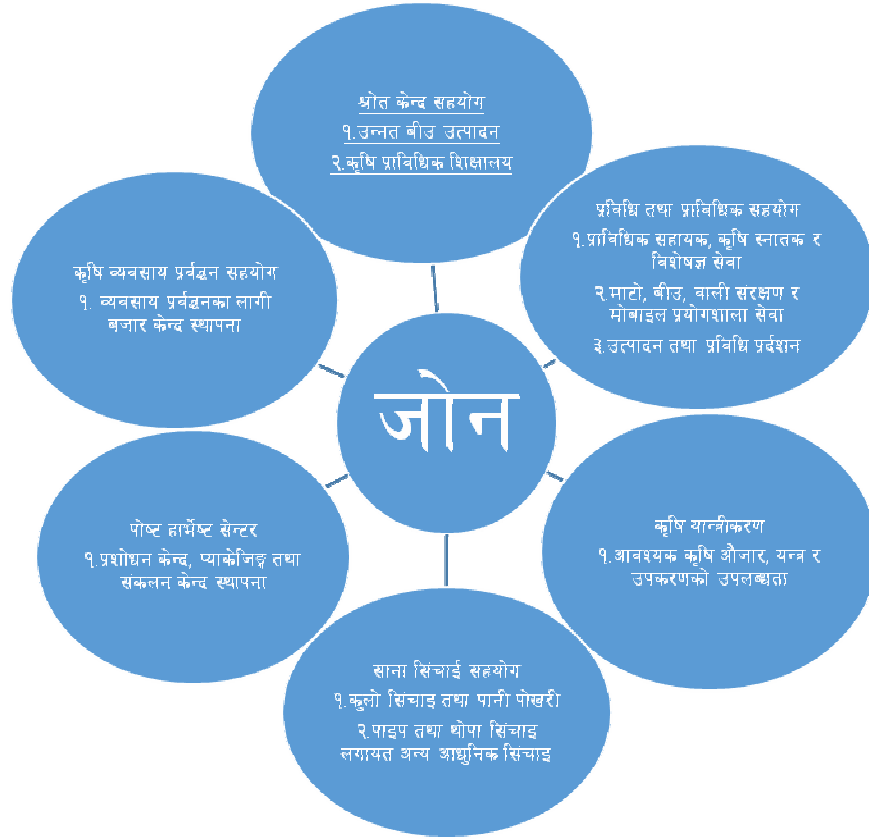 श्रोत केन्द सहयोग
१.उन्नत बीउ उत्पादन
२.कृषि प्राविधिक शिक्षालय
प्रविधि तथा प्राविधिक सहयोग
१.प्राविधिक सहायक, कृषि स्नातक र
विशेषज्ञ सेवा
२.माटो, बीउ, वाली संरक्षण र
मोबाइल प्रयोगशाला सेवा
३.उत्पादन तथा प्रविधि प्रर्दशन
कृषि व्यवसाय प्रर्वद्धन सहयोग
१. व्यवसाय प्रर्वद्धनका लागी
बजार केन्द स्थापना
जोन
पोष्ट हार्भेष्ट सेन्टर
१.प्रशोधन केन्द, प्याकेजिङ्ग तथा
संकलन केन्द स्थापना
कृषि यान्त्रीकरण
१.आवश्यक कृषि औजार, यन्त्र र
उपकरणको उपलब्धता
साना सिंचाई सहयोग
१.कुलो सिंचाइ तथा पानी पोखरी
२.पाइप तथा थोपा सिंचाइ
लगायत अन्य आधुनिक सिंचाइ